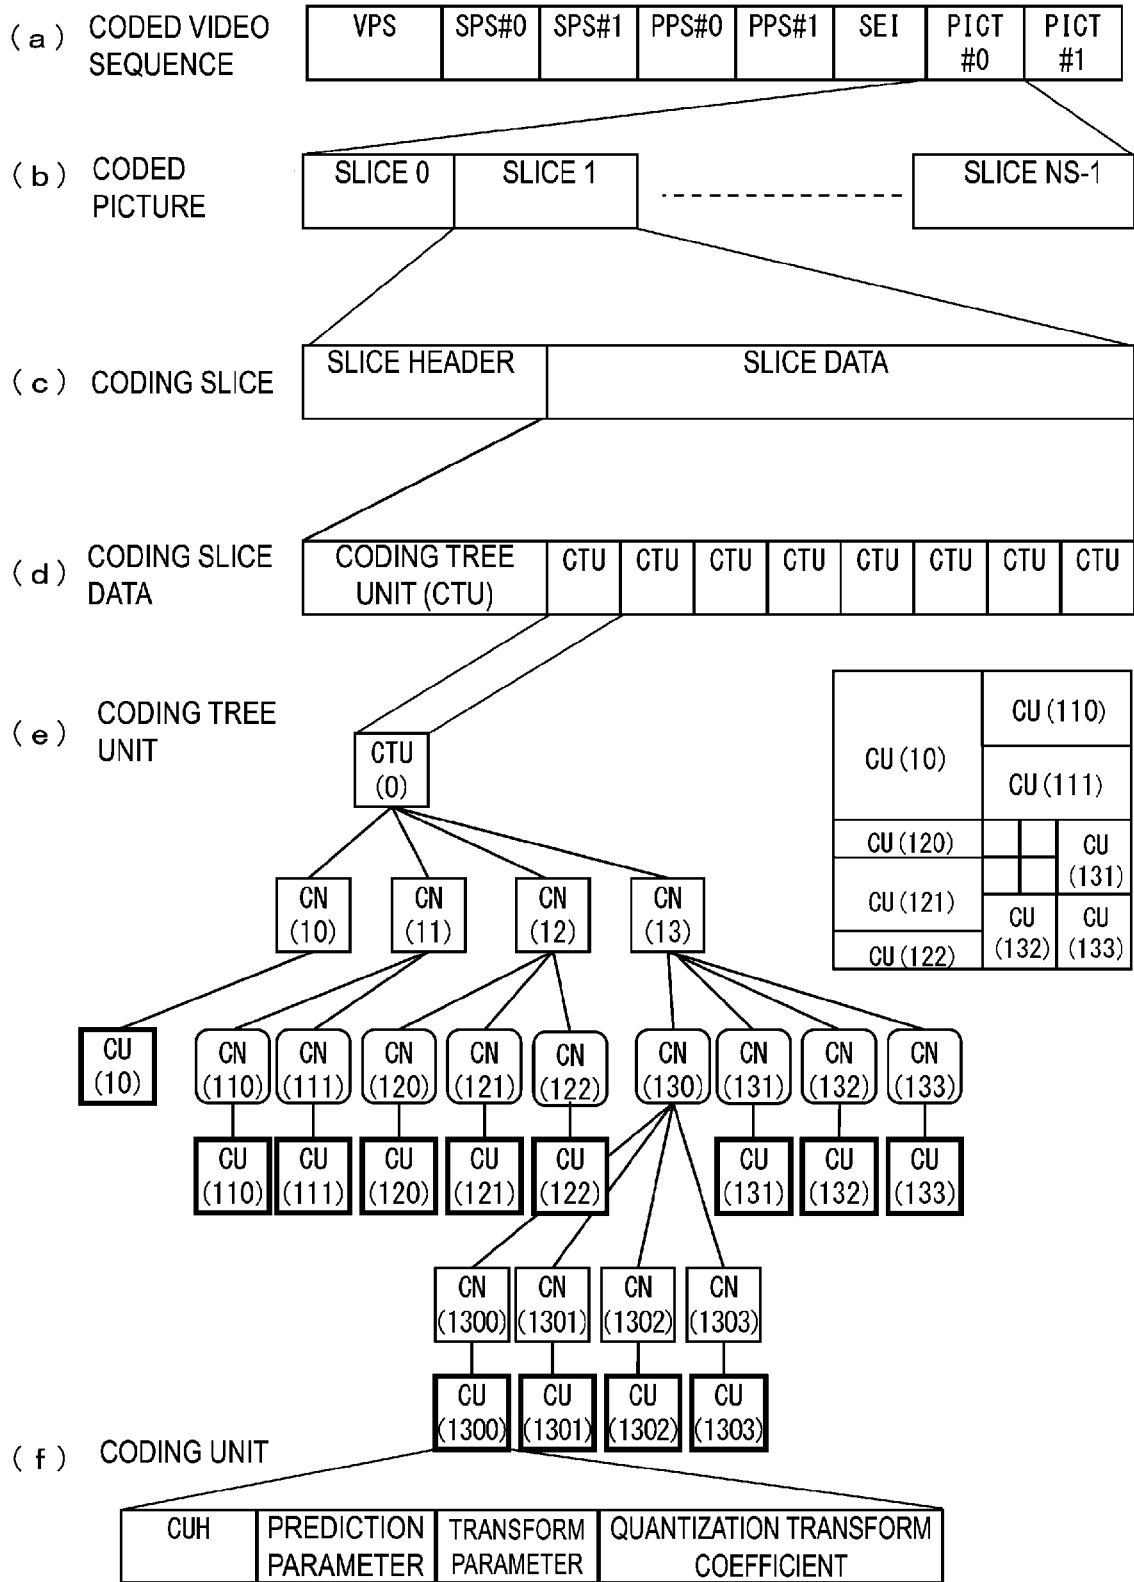 (a) CODED VIDEO
SEQUENCE
VPS SPS#0 SPS#1 PPS#0 PPS#1 SEI PICT PICT
#0 #1
(b) CODED
PICTURE
SLICE 0 SLICE 1 SLICE NS-1
(c) CODING SLICE
SLICE HEADER SLICE DATA
(d) CODING SLICE
DATA
CODING TREE CTU CTU CTU CTU CTU CTU CTU CTU
UNIT (CTU)
(e) CODING TREE
UNIT
CTU
(0)
CU(10) CU(110)
CU(111)
CU(120) CU
(131)
CU(121) CU CU
(132) (133)
CU(122)
CN CN CN CN
(10) (11) (12) (13)
CU CN CN CN CN CN CN CN CN CN
(10) (110) (111) (120) (121) (122) (130) (131) (132) (133)
CU CU CU CU CU CU CU CU
(110) (111) (120) (121) (122) (131) (132) (133)
CN CN CN CN
(1300) (1301) (1302) (1303)
CU CU CU CU
(1300) (1301) (1302) (1303)
(f) CODING UNIT
CUH PREDICTION TRANSFORM QUANTIZATION TRANSFORM
PARAMETER PARAMETER COEFFICIENT